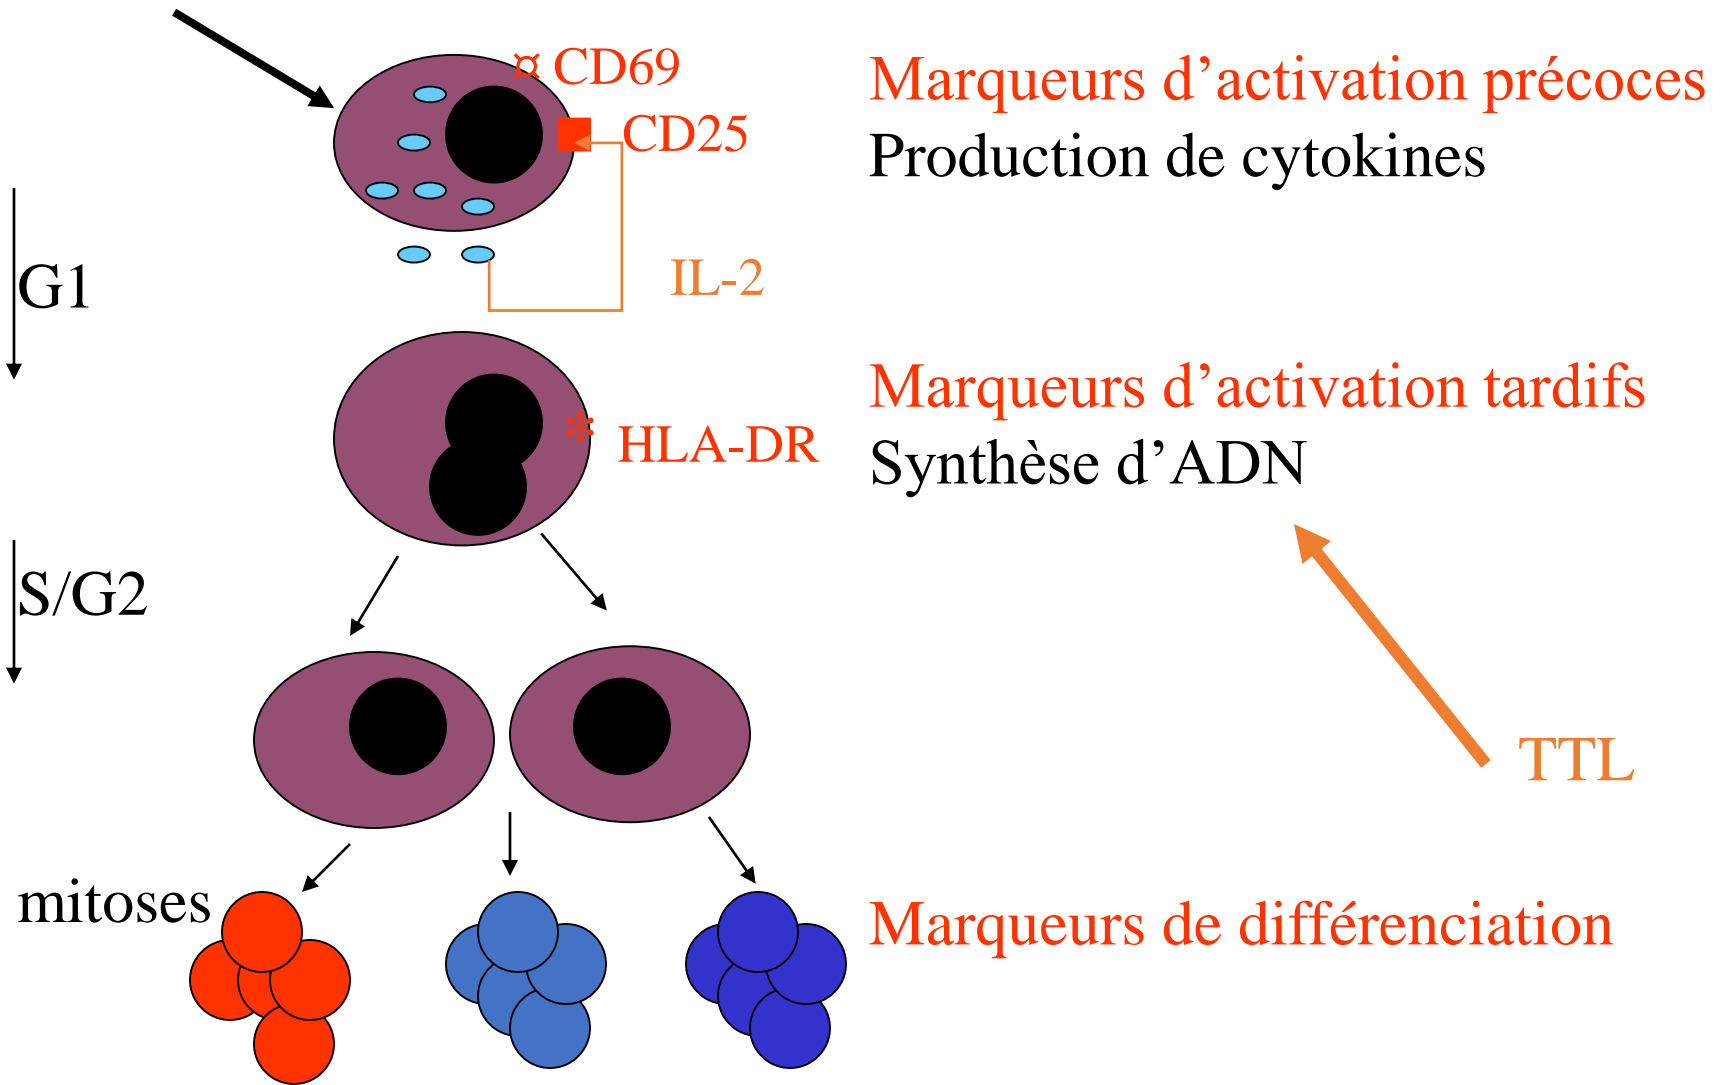 ¤ CD69
CD25
Marqueurs d’activation précoces
Production de cytokines
G1
IL-2
Marqueurs d’activation tardifs
* HLA-DR
Synthèse d’ADN
S/G2
TTL
mitoses
Marqueurs de différenciation